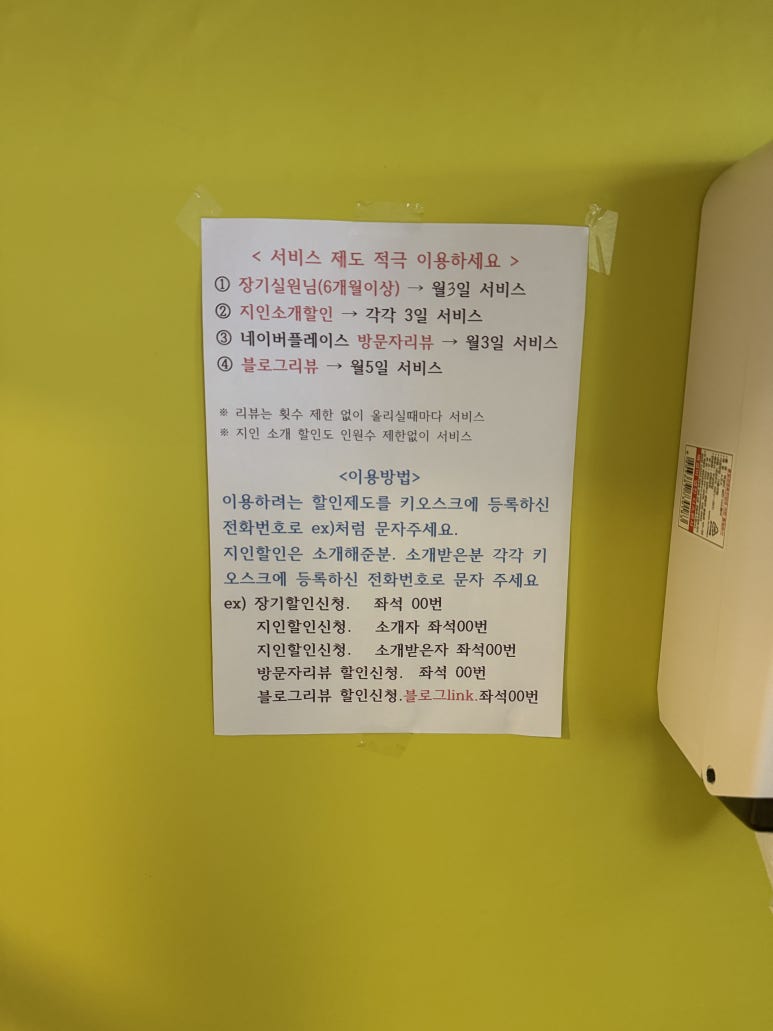 < 서비스 제도 적극 이용하세요 >
① 장기실원님(6개월이상) → 월3일 서비스
② 지인소개할인 → 각각 3일 서비스
③ 네이버플레이스 방문자리뷰 → 월3일 서비스
④ 블로그리뷰 → 월5일 서비스
※ 리뷰는 횟수 제한 없이 올리실때마다 서비스
※ 지인 소개 할인도 인원수 제한없이 서비스
<이용방법>
이용하려는 할인제도를 키오스크에 등록하신
전화번호로 ex)처럼 문자주세요.
지인할인은 소개해준분. 소개받은분 각각 키
오스크에 등록하신 전화번호로 문자 주세요
ex) 장기할인신청. 좌석 00번
지인할인신청. 소개자 좌석00번
지인할인신청. 소개받은자 좌석00번
방문자리뷰 할인신청. 좌석 00번
블로그리뷰 할인신청.블로그link.좌석00번